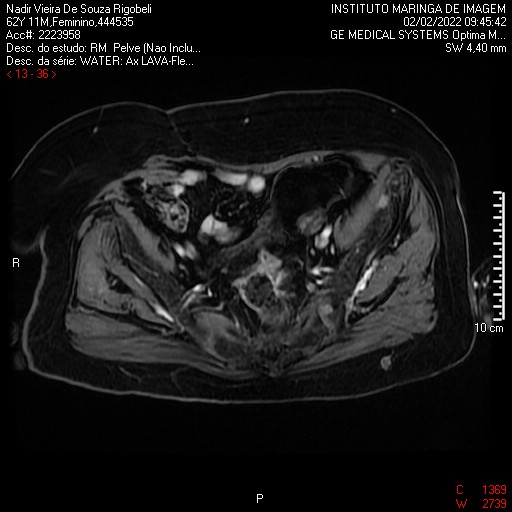 Nadir Vieira De Souza Rigobeli
62Y 11M,Feminino,444535
Acc#: 2223958
Desc. do estudo: RM Pelve (Nao Inclu...
Desc. da série: WATER: Ax LAVA-Fle...
< 13 - 36 >
INSTITUTO MARINGA DE IMAGEM
02/02/2022 09:45:42
GE MEDICAL SYSTEMS Optima M...
SW 4,40 mm
R
10 cm
P
C 1369
W 2739